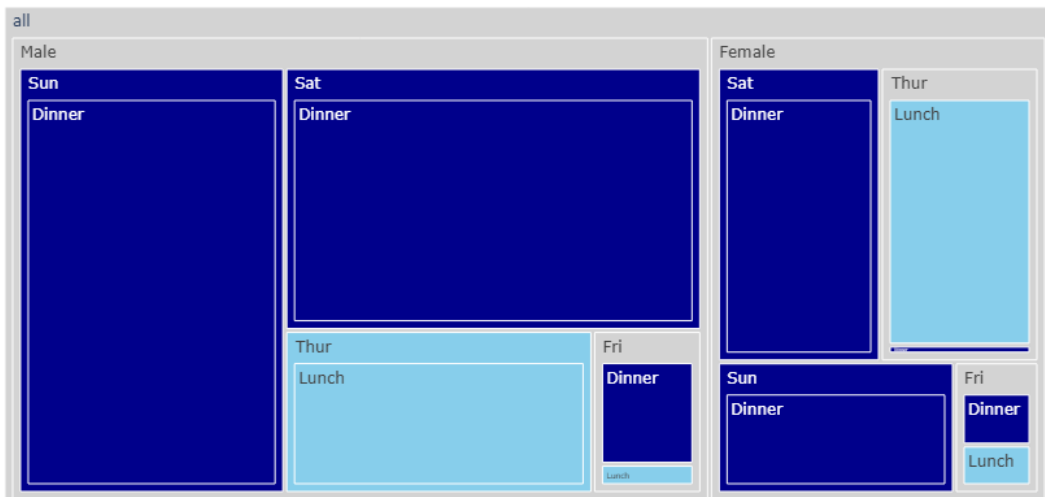 all
Male
Sun
Dinner
Sat
Dinner
Thur
Lunch
Fri
Dinner
Lunch
Female
Sat
Dinner
Thur
Lunch
Sun
Dinner
Fri
Dinner
Lunch